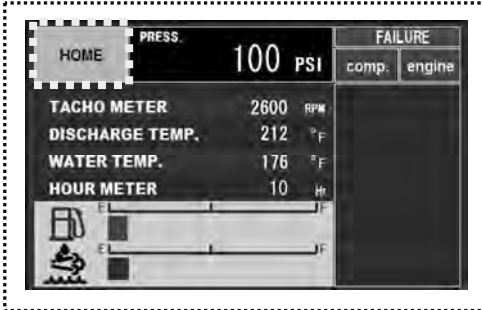 HOME
PRESS.
100 PSI
FAILURE
comp. engine
TACHO METER 2600 RPM
DISCHARGE TEMP. 212 °F
WATER TEMP. 176 °F
HOUR METER 10 Hr
E F
E F